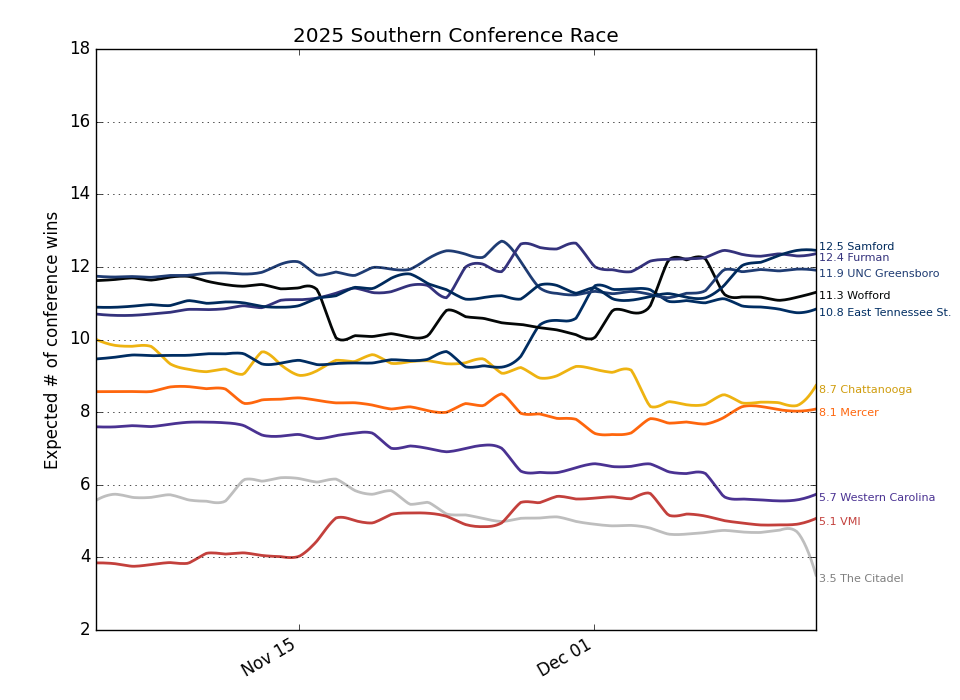 2025 Southern Conference Race
Expected # of conference wins
18
16
14
12
10
8
6
4
2
Nov 15
Dec 01
12.5 Samford
12.4 Furman
11.9 UNC Greensboro
11.3 Wofford
10.8 East Tennessee St.
8.7 Chattanooga
8.1 Mercer
5.7 Western Carolina
5.1 VMI
3.5 The Citadel